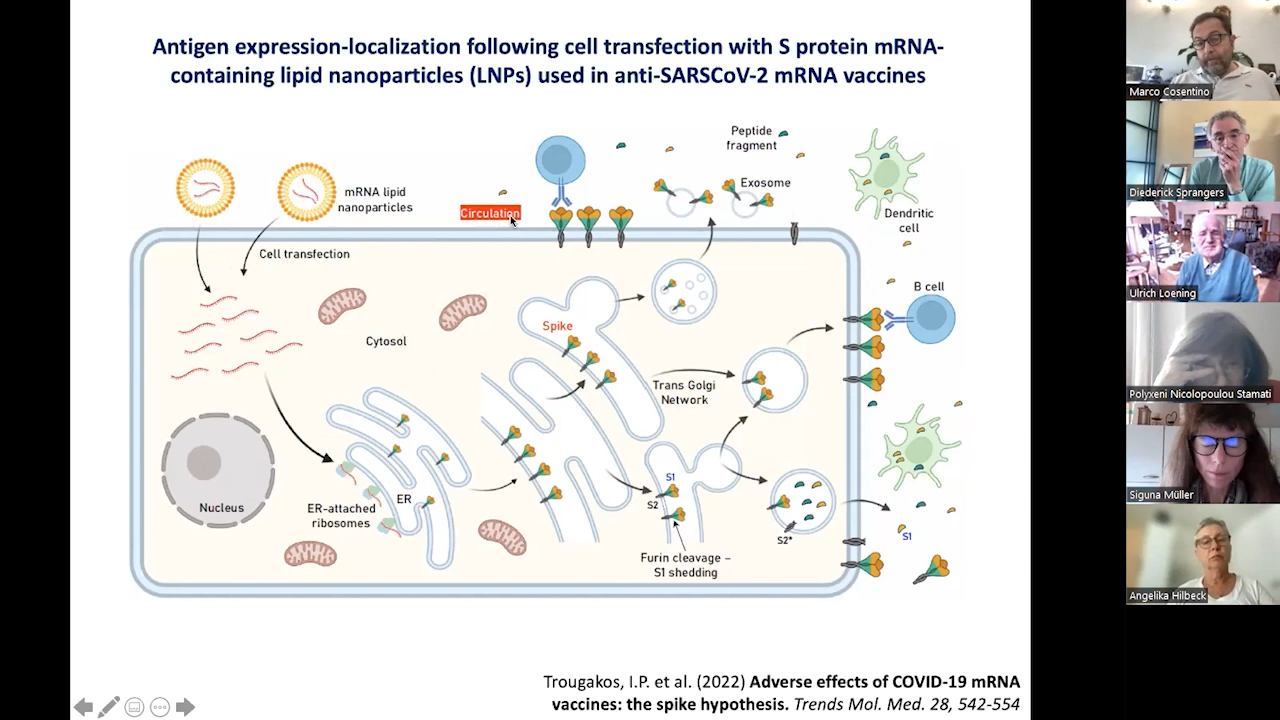 Antigen expression-localization following cell transfection with S protein mRNA-
containing lipid nanoparticles (LNPs) used in anti-SARSCoV-2 mRNA vaccines
mRNA lipid
nanoparticles
Cell transfection
Circulation
Peptide
fragment
Exosome
Dendritic
cell
B cell
Cytosol
Spike
Trans Golgi
Network
Nucleus
ER-attached
ribosomes
ER
S1
S2
Furin cleavage –
S1 shedding
S2*
S1
Trougakos, I.P. et al. (2022) Adverse effects of COVID-19 mRNA
vaccines: the spike hypothesis. Trends Mol. Med. 28, 542-554
Marco Cosentino
Diederick Sprangers
Ulrich Loening
Polyxeni Nicolopoulou Stamati
Siguna Müller
Angelika Hilbeck